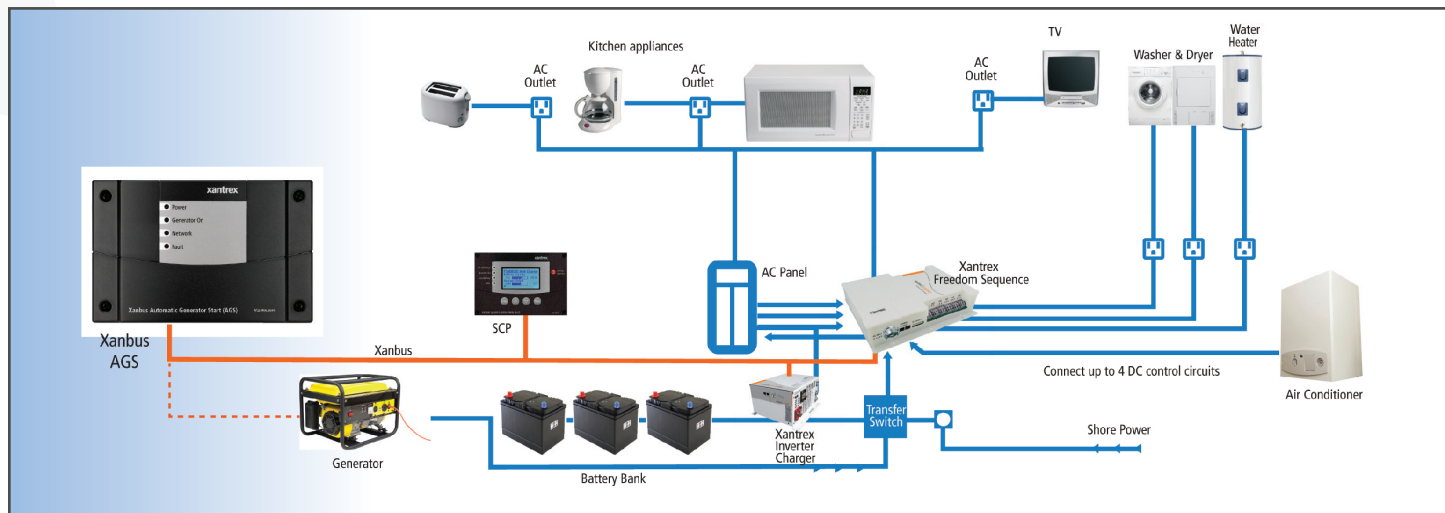 Kitchen appliances
AC
Outlet
AC
Outlet
TV
AC
Outlet
Washer & Dryer
Water
Heater
xantrex
Power
Generator On
Network
Fault
Xanbus Automatic Generator Start (AGS)
Xanbus
AGS
xantrex
SCP
Xanbus
AC Panel
Xantrex
Freedom Sequence
Connect up to 4 DC control circuits
Air Conditioner
Generator
Battery Bank
Xantrex
Inverter
Charger
Transfer
Switch
Shore Power